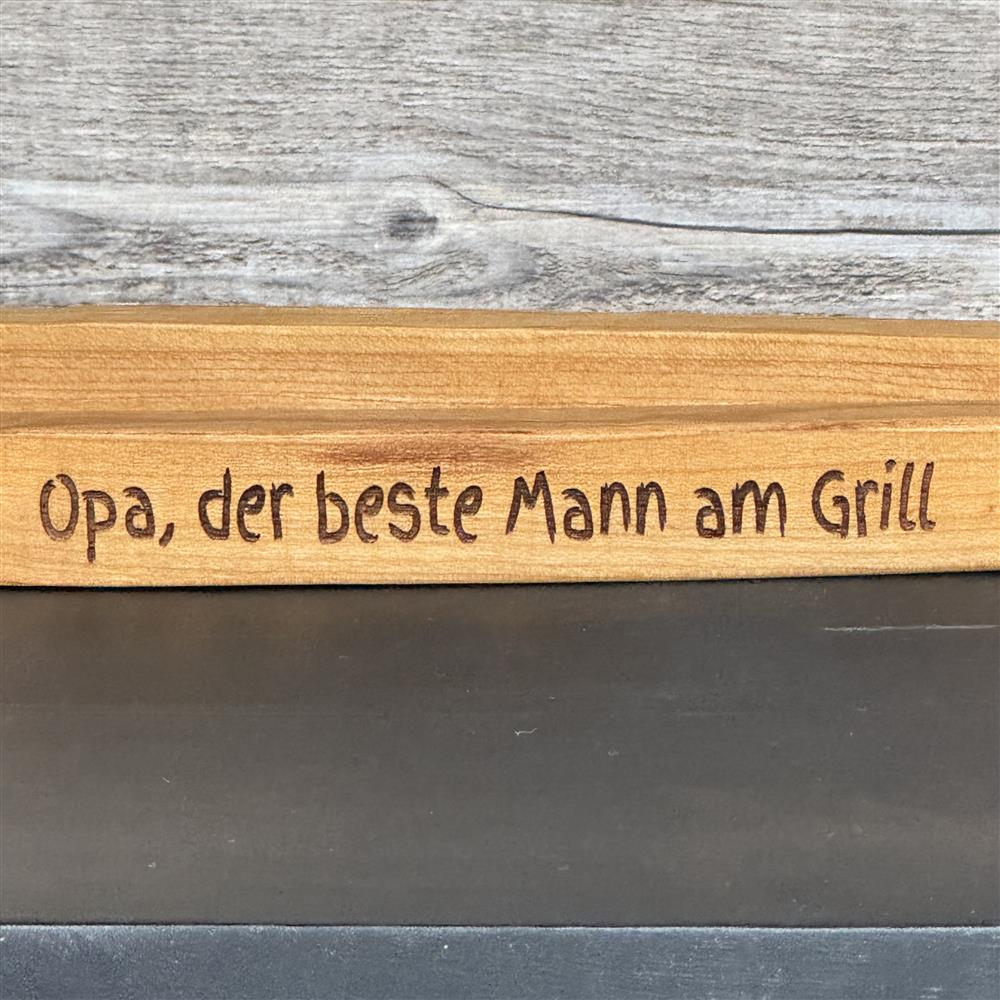 Opa, der beste Mann am Grill